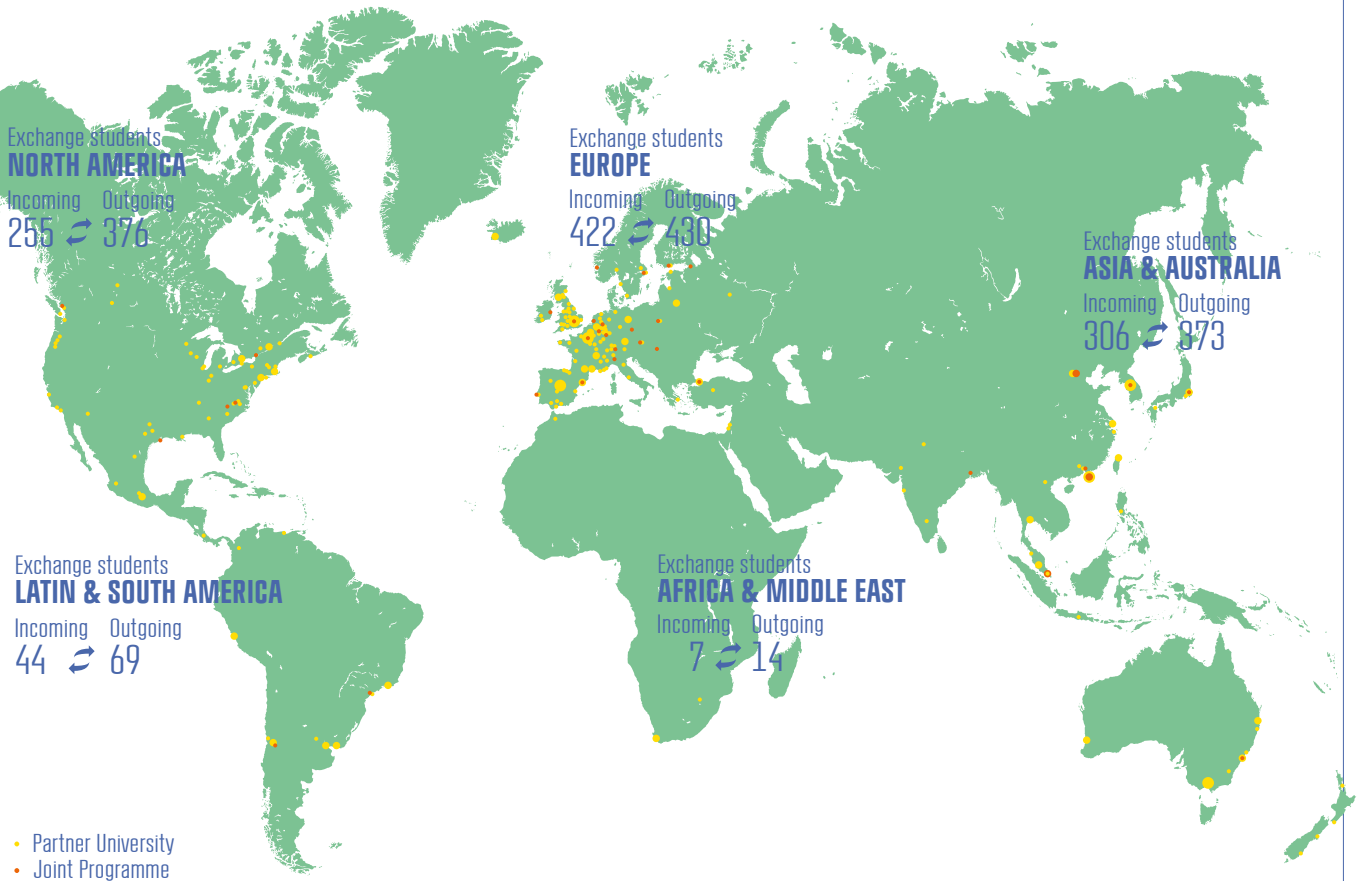 Exchange students
NORTH AMERICA
Incoming Outgoing
255 376
Exchange students
EUROPE
Incoming Outgoing
422 430
Exchange students
ASIA & AUSTRALIA
Incoming Outgoing
306 373
Exchange students
LATIN & SOUTH AMERICA
Incoming Outgoing
44 69
Exchange students
AFRICA & MIDDLE EAST
Incoming Outgoing
7 14
Partner University
Joint Programme